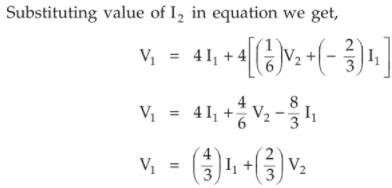 Substituting value of I₂ in equation we get,
V₁ = 4 I₁ + 4[(1/6)V₂ + (− 2/3)I₁]
V₁ = 4 I₁ + 4/6 V₂ − 8/3 I₁
V₁ = (4/3) I₁ + (2/3) V₂